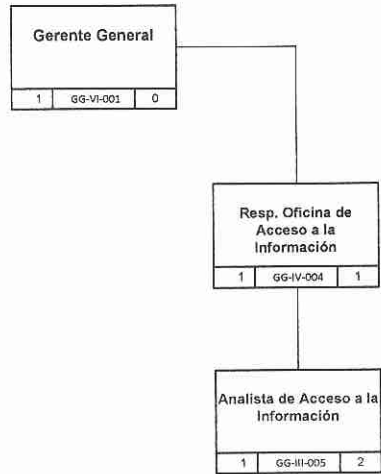 Gerente General
1 GG-VI-001 0
Resp. Oficina de
Acceso a la
Información
1 GG-IV-004 1
Analista de Acceso a la
Información
1 GG-III-005 2